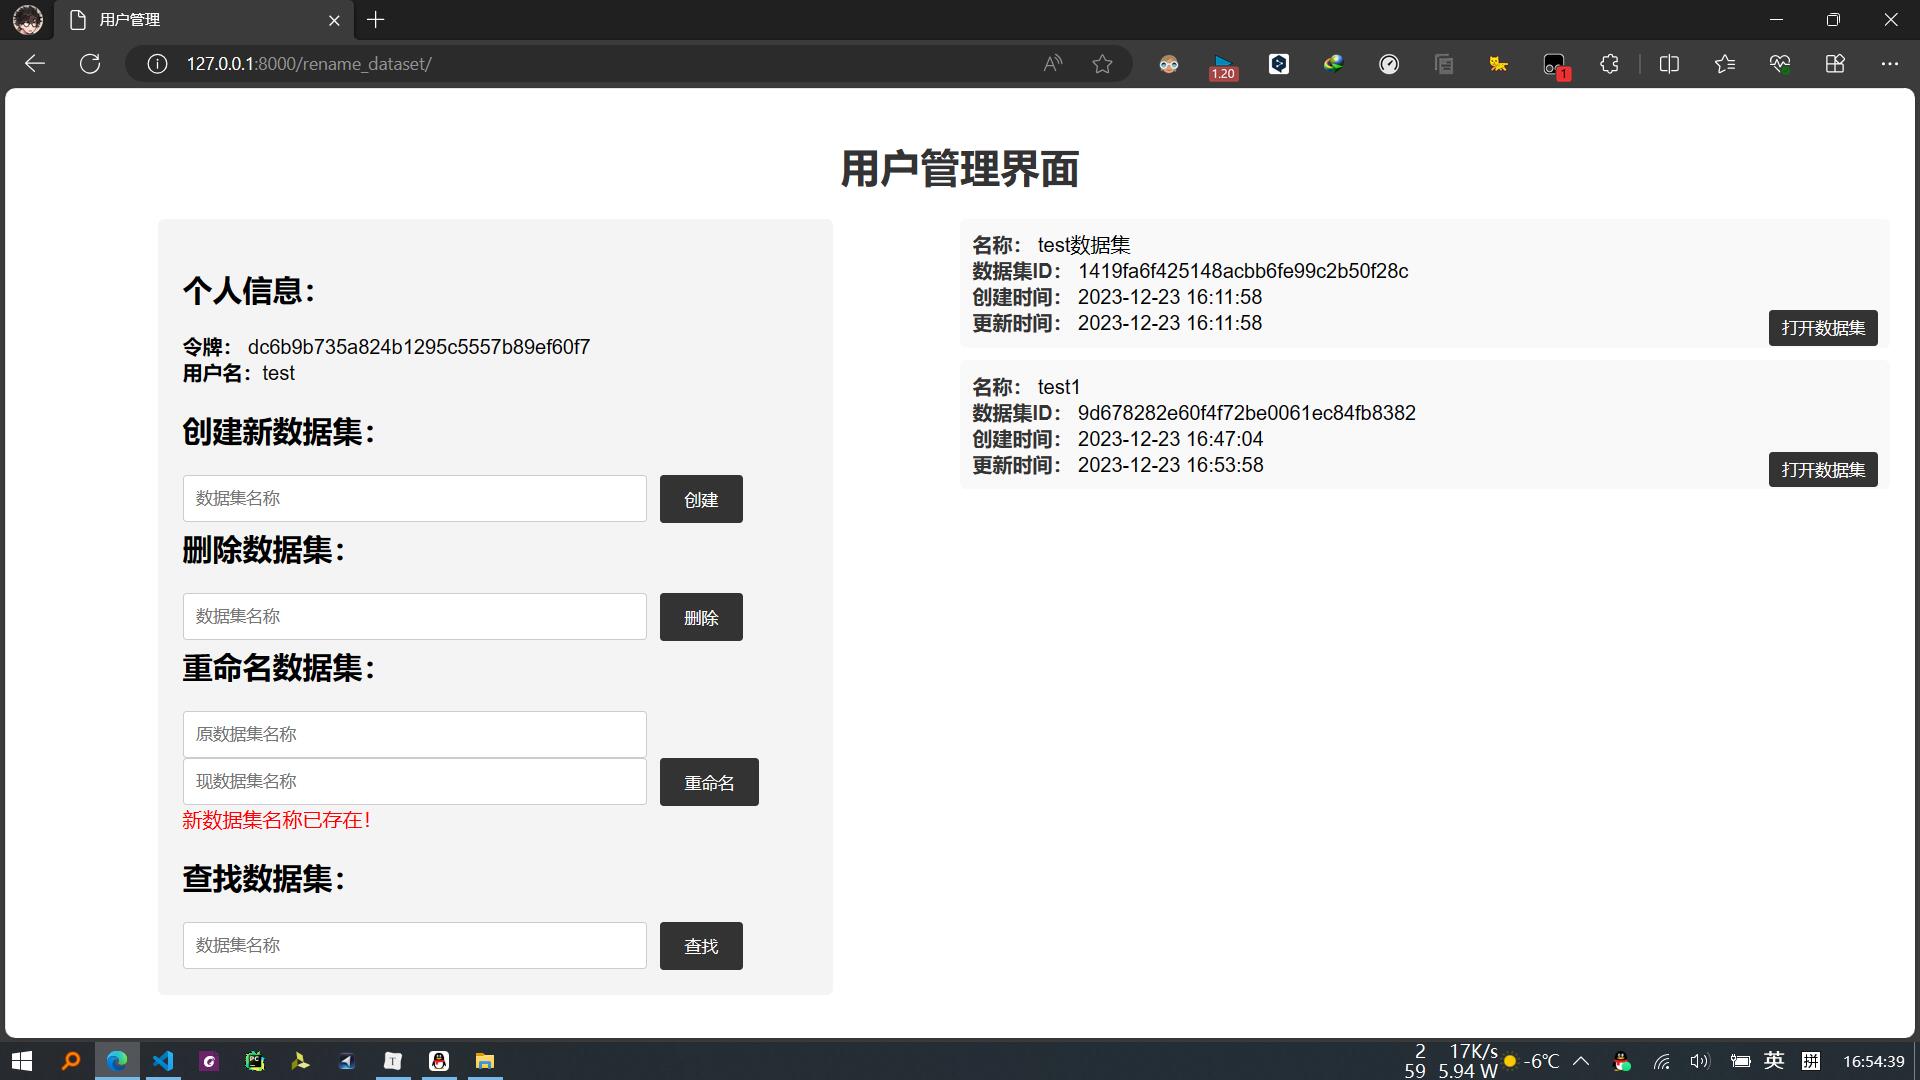 用户管理
127.0.0.1:8000/rename_dataset/
1.20
1
用户管理界面
个人信息：
令牌： dc6b9b735a824b1295c5557b89ef60f7
用户名：test
创建新数据集：
数据集名称
创建
删除数据集：
数据集名称
删除
重命名数据集：
原数据集名称
现数据集名称
重命名
新数据集名称已存在！
查找数据集：
数据集名称
查找
名称： test数据集
数据集ID： 1419fa6f425148acbb6fe99c2b50f28c
创建时间： 2023-12-23 16:11:58
更新时间： 2023-12-23 16:11:58
打开数据集
名称： test1
数据集ID： 9d678282e60f4f72be0061ec84fb8382
创建时间： 2023-12-23 16:47:04
更新时间： 2023-12-23 16:53:58
打开数据集
2 17K/s
59 5.94 W
-6℃
英
拼
16:54:39